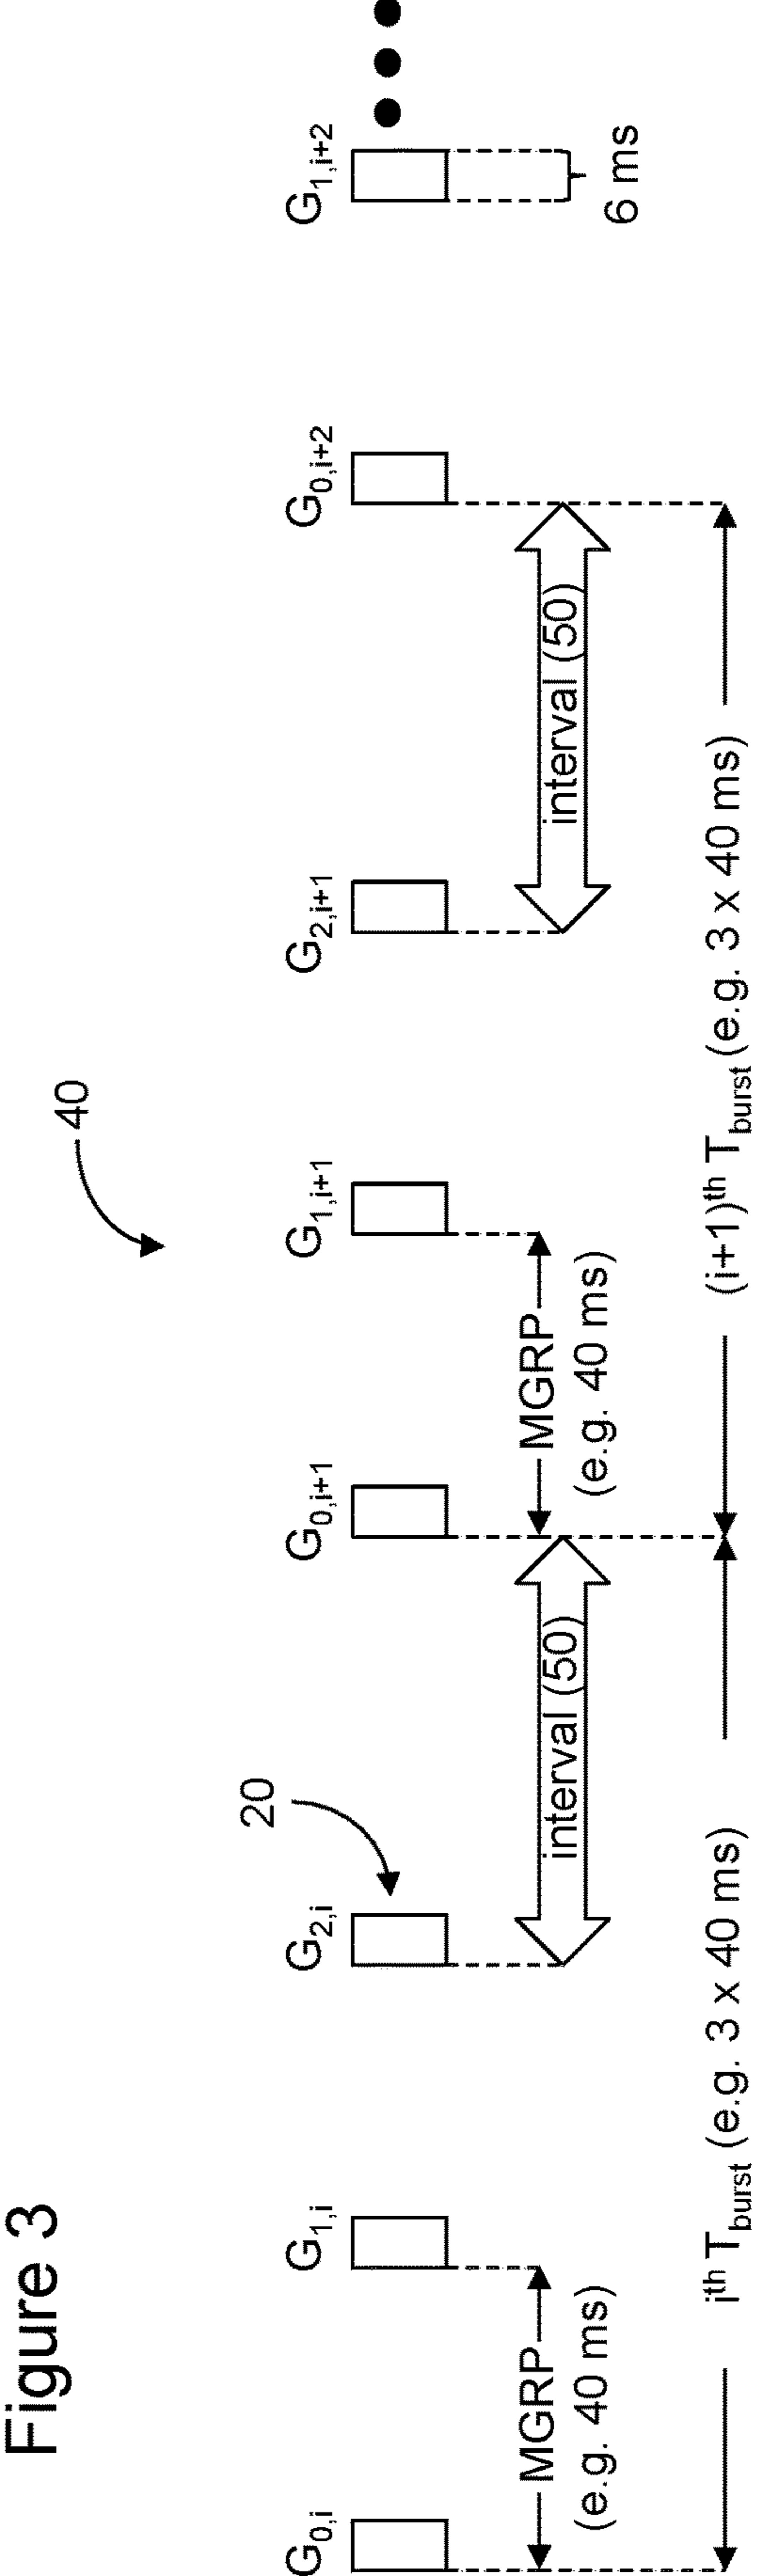 Figure 3
40
20
G0,i
G1,i
G2,i
G0,i+1
G1,i+1
G2,i+1
G0,i+2
G1,i+2
MGRP
(e.g. 40 ms)
interval (50)
MGRP
(e.g. 40 ms)
interval (50)
6 ms
ith Tburst (e.g. 3 x 40 ms)
(i+1)th Tburst (e.g. 3 x 40 ms)